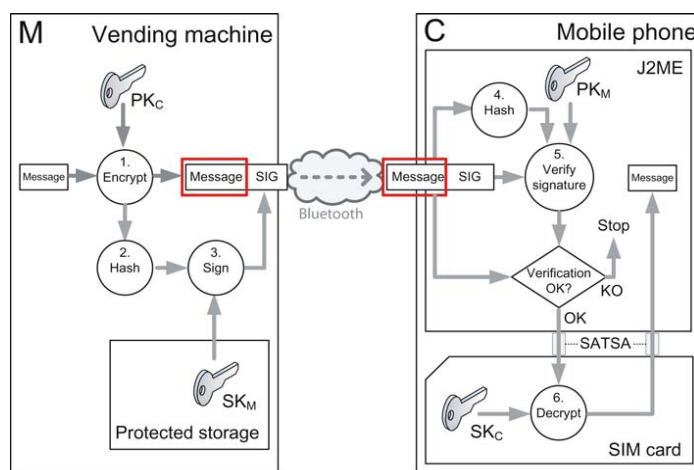 M
Vending machine
PKC
Message
1.
Encrypt
Message
SIG
2.
Hash
3.
Sign
SKM
Protected storage
Bluetooth
C
Mobile phone
J2ME
4.
Hash
PKM
5.
Verify
signature
Message
SIG
Message
Stop
Verification
OK?
KO
OK
SATSA
6.
Decrypt
SKC
SIM card